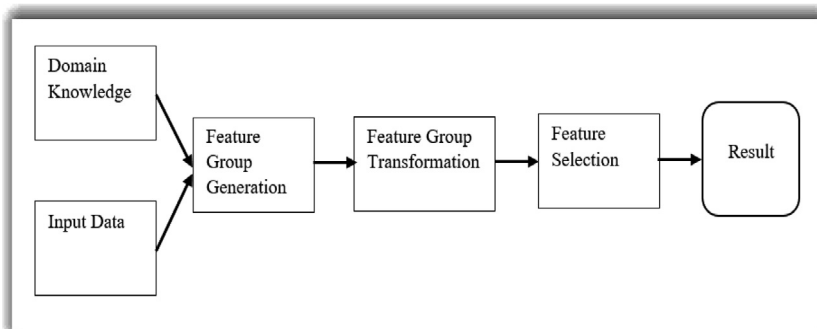 Domain
Knowledge
Input Data
Feature
Group
Generation
Feature Group
Transformation
Feature
Selection
Result